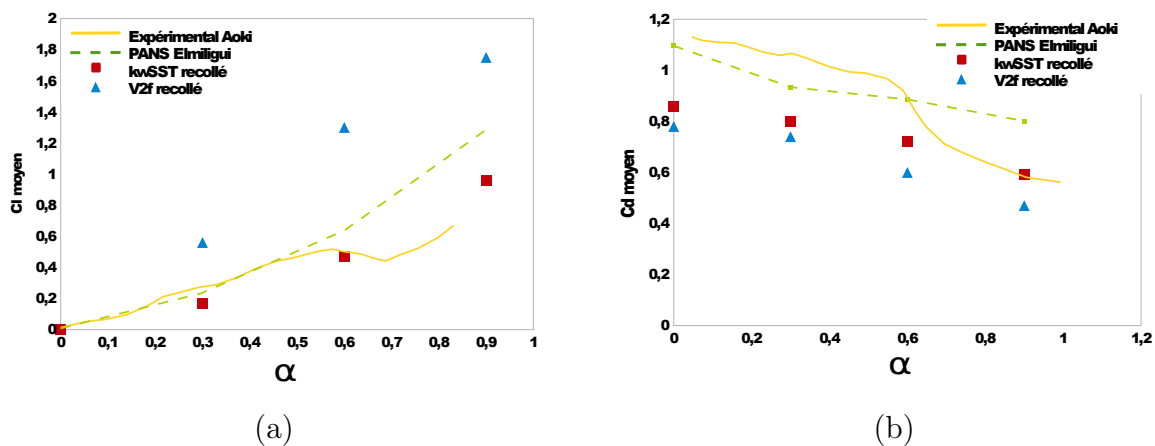 2
1,8
1,6
1,4
1,2
1
0,8
0,6
0,4
0,2
0
Cl moyen
Expérimental Aoki
PANS Elmiligui
kwSST recollé
V2f recollé
0 0,1 0,2 0,3 0,4 0,5 0,6 0,7 0,8 0,9 1
α
(a)
1,2
1
0,8
0,6
0,4
0,2
0
Cd moyen
Expérimental Aoki
PANS Elmiligui
kwSST recollé
V2f recollé
0 0,2 0,4 0,6 0,8 1 1,2
α
(b)